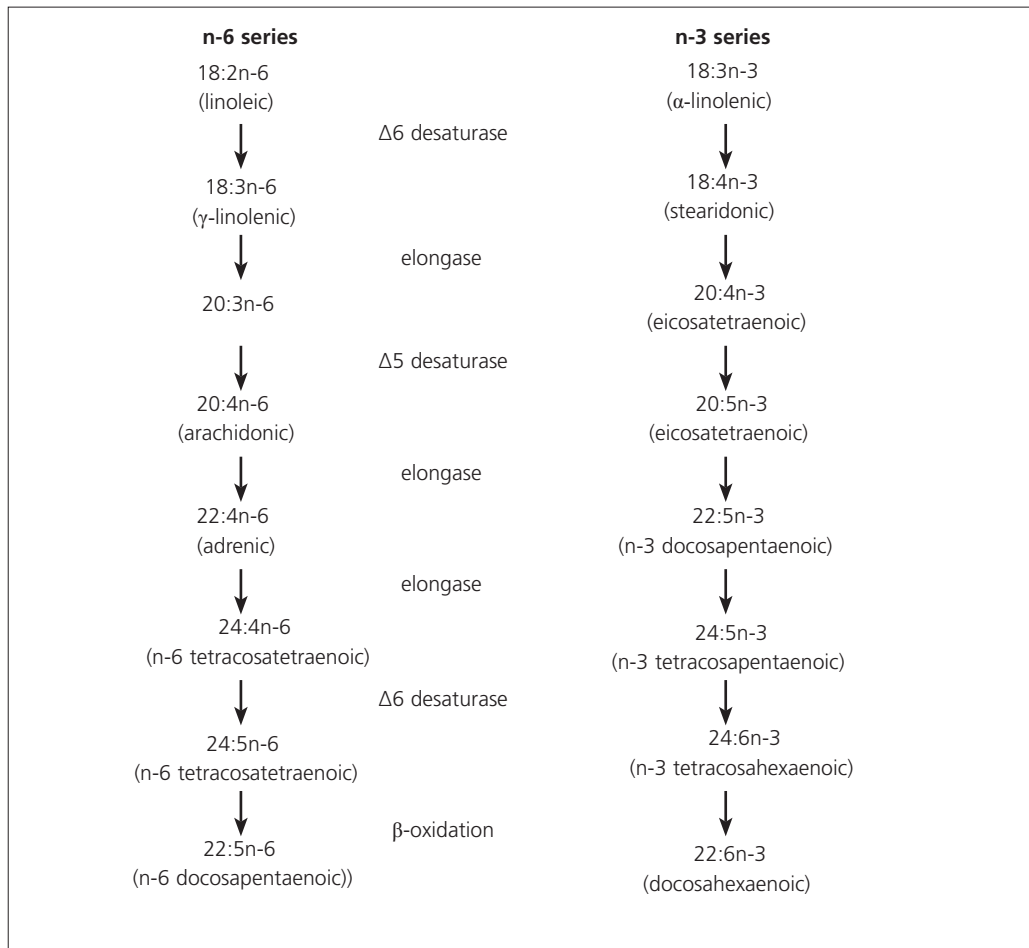 n-6 series
n-3 series
18:2n-6
(linoleic)
18:3n-3
(α-linolenic)
Δ6 desaturase
18:3n-6
(γ-linolenic)
18:4n-3
(stearidonic)
elongase
20:3n-6
20:4n-3
(eicosatetraenoic)
Δ5 desaturase
20:4n-6
(arachidonic)
20:5n-3
(eicosatetraenoic)
elongase
22:4n-6
(adrenic)
22:5n-3
(n-3 docosapentaenoic)
elongase
24:4n-6
(n-6 tetracosatetraenoic)
24:5n-3
(n-3 tetracosapentaenoic)
Δ6 desaturase
24:5n-6
(n-6 tetracosatetraenoic)
24:6n-3
(n-3 tetracosahexaenoic)
β-oxidation
22:5n-6
(n-6 docosapentaenoic))
22:6n-3
(docosahexaenoic)